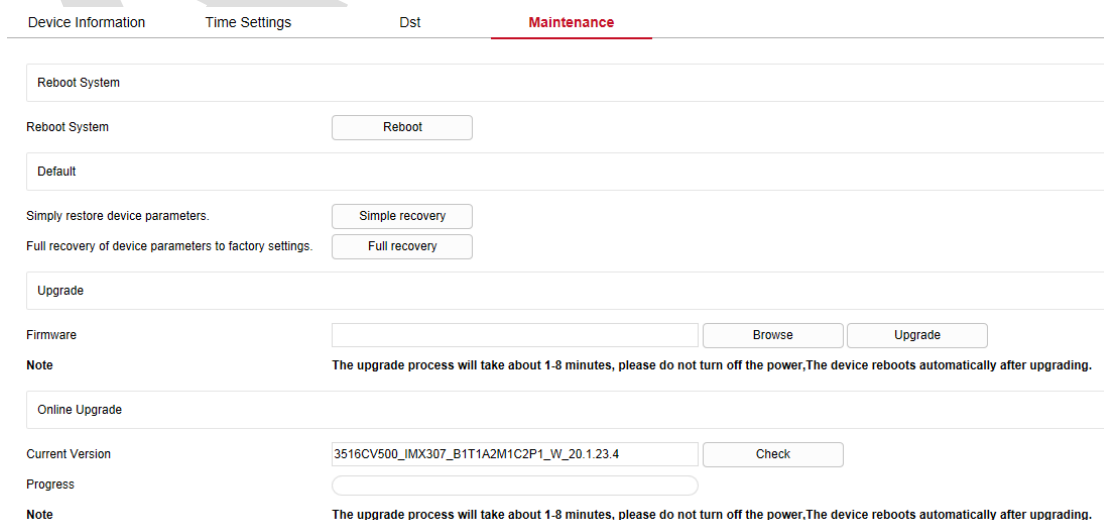 Device Information Time Settings Dst Maintenance
Reboot System
Reboot System Reboot
Default
Simply restore device parameters. Simple recovery
Full recovery of device parameters to factory settings. Full recovery
Upgrade
Firmware Browse Upgrade
Note The upgrade process will take about 1-8 minutes, please do not turn off the power,The device reboots automatically after upgrading.
Online Upgrade
Current Version 3516CV500_IMX307_B1T1A2M1C2P1_W_20.1.23.4 Check
Progress
Note The upgrade process will take about 1-8 minutes, please do not turn off the power,The device reboots automatically after upgrading.